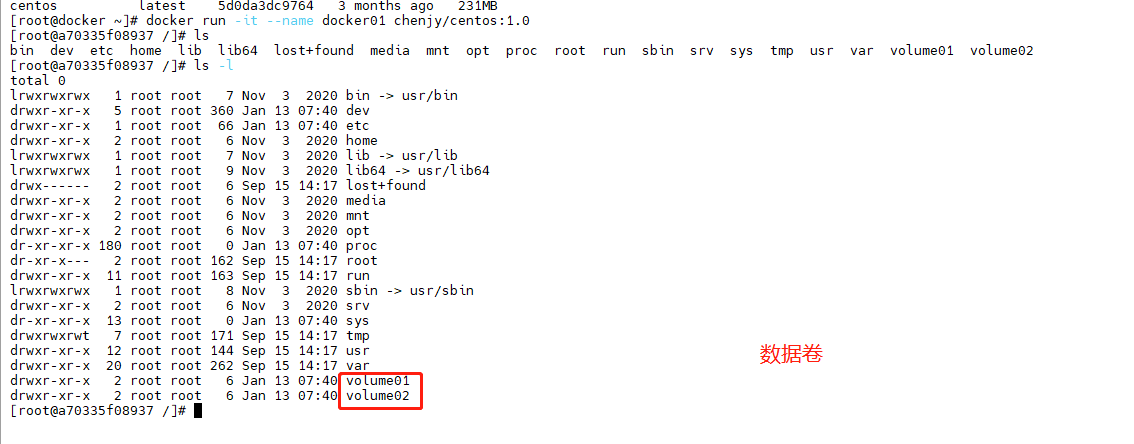 centos              latest    5d0da3dc9764   3 months ago   231MB
[root@docker ~]# docker run -it --name docker01 chenjy/centos:1.0
[root@a70335f08937 /]# ls
bin  dev  etc  home  lib  lib64  lost+found  media  mnt  opt  proc  root  run  sbin  srv  sys  tmp  usr  var  volume01  volume02
[root@a70335f08937 /]# ls -l
total 0
lrwxrwxrwx   1 root root   7 Nov  3  2020 bin -> usr/bin
drwxr-xr-x   5 root root 360 Jan 13 07:40 dev
drwxr-xr-x   1 root root  66 Jan 13 07:40 etc
drwxr-xr-x   2 root root   6 Nov  3  2020 home
lrwxrwxrwx   1 root root   7 Nov  3  2020 lib -> usr/lib
lrwxrwxrwx   1 root root   9 Nov  3  2020 lib64 -> usr/lib64
drwx------   2 root root   6 Sep 15 14:17 lost+found
drwxr-xr-x   2 root root   6 Nov  3  2020 media
drwxr-xr-x   2 root root   6 Nov  3  2020 mnt
drwxr-xr-x   2 root root   6 Nov  3  2020 opt
dr-xr-xr-x 180 root root   0 Jan 13 07:40 proc
dr-xr-x---   2 root root 162 Sep 15 14:17 root
drwxr-xr-x  11 root root 163 Sep 15 14:17 run
lrwxrwxrwx   1 root root   8 Nov  3  2020 sbin -> usr/sbin
drwxr-xr-x   2 root root   6 Nov  3  2020 srv
dr-xr-xr-x  13 root root   0 Jan 13 07:40 sys
drwxrwxrwt   7 root root 171 Sep 15 14:17 tmp
drwxr-xr-x  12 root root 144 Sep 15 14:17 usr
drwxr-xr-x  20 root root 262 Sep 15 14:17 var
数据卷
drwxr-xr-x   2 root root   6 Jan 13 07:40 volume01
drwxr-xr-x   2 root root   6 Jan 13 07:40 volume02
[root@a70335f08937 /]#